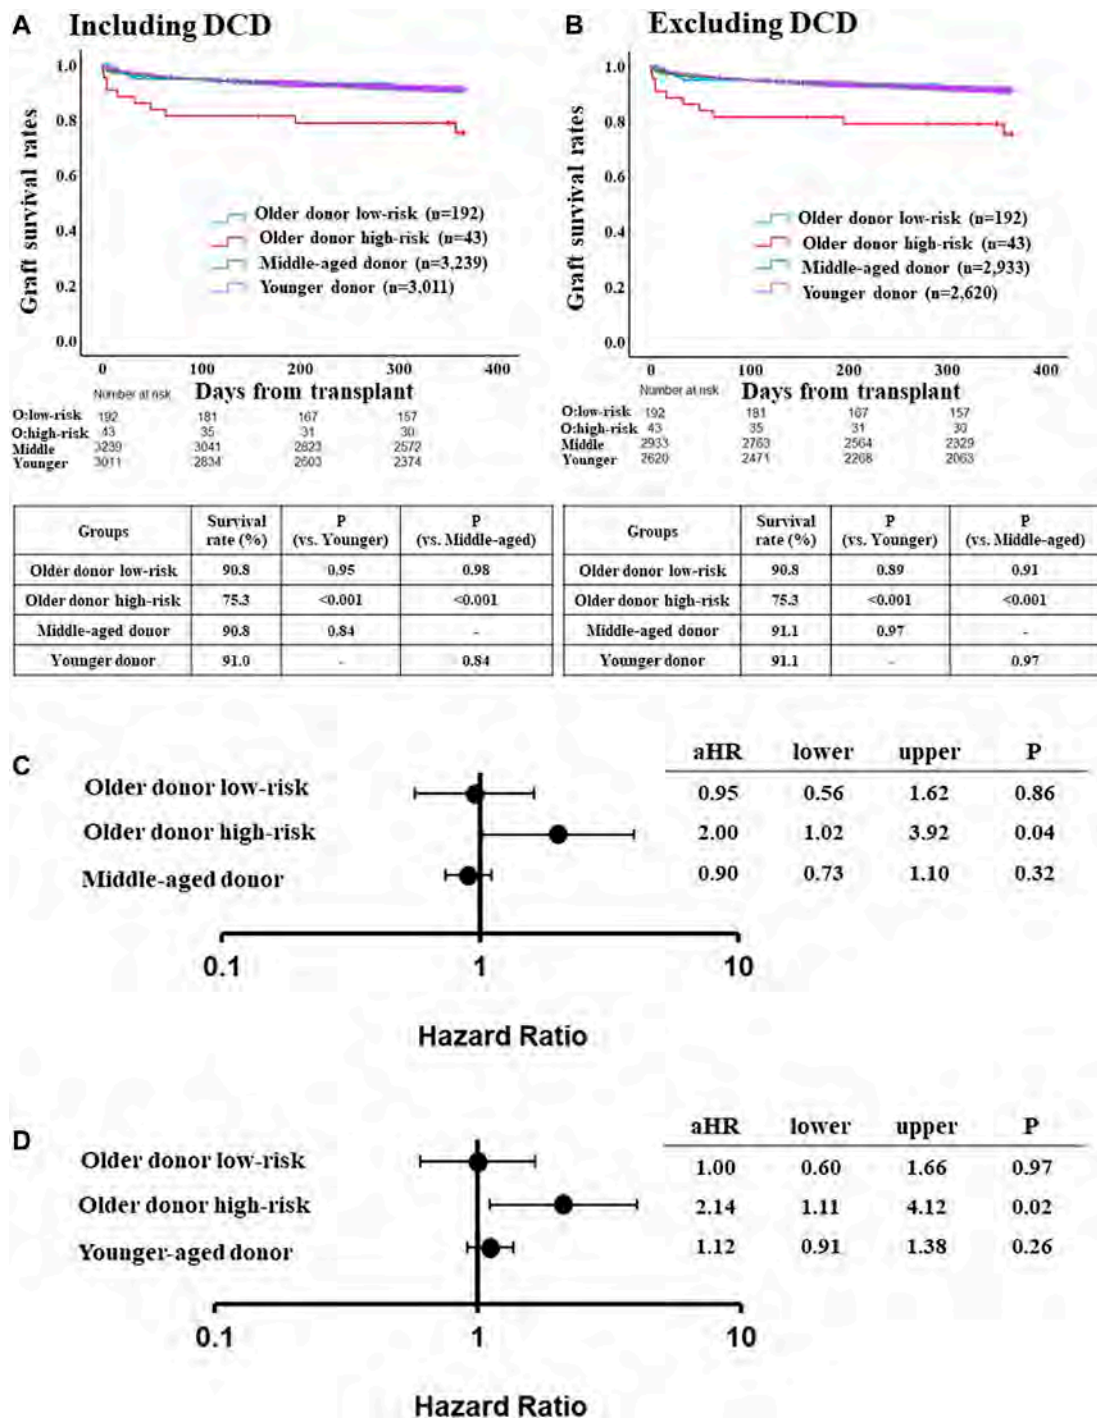 A Including DCD
Graft survival rates
1.0
0.8
0.6
0.4
0.2
0.0
Older donor low-risk (n=192)
Older donor high-risk (n=43)
Middle-aged donor (n=3,239)
Younger donor (n=3,011)
0 100 200 300 400
Number at risk Days from transplant
O:low-risk 192 181 167 157
O:high-risk 43 35 31 30
Middle 3239 3041 2823 2572
Younger 3011 2834 2603 2374
Groups Survival rate (%) P (vs. Younger) P (vs. Middle-aged)
Older donor low-risk 90.8 0.95 0.98
Older donor high-risk 75.3 <0.001 <0.001
Middle-aged donor 90.8 0.84 -
Younger donor 91.0 - 0.84
B Excluding DCD
Graft survival rates
1.0
0.8
0.6
0.4
0.2
0.0
Older donor low-risk (n=192)
Older donor high-risk (n=43)
Middle-aged donor (n=2,933)
Younger donor (n=2,620)
0 100 200 300 400
Number at risk Days from transplant
O:low-risk 192 181 167 157
O:high-risk 43 35 31 30
Middle 2933 2763 2564 2329
Younger 2620 2471 2268 2063
Groups Survival rate (%) P (vs. Younger) P (vs. Middle-aged)
Older donor low-risk 90.8 0.89 0.91
Older donor high-risk 75.3 <0.001 <0.001
Middle-aged donor 91.1 0.97 -
Younger donor 91.1 - 0.97
C
aHR lower upper P
Older donor low-risk 0.95 0.56 1.62 0.86
Older donor high-risk 2.00 1.02 3.92 0.04
Middle-aged donor 0.90 0.73 1.10 0.32
0.1 1 10
Hazard Ratio
D
aHR lower upper P
Older donor low-risk 1.00 0.60 1.66 0.97
Older donor high-risk 2.14 1.11 4.12 0.02
Younger-aged donor 1.12 0.91 1.38 0.26
0.1 1 10
Hazard Ratio